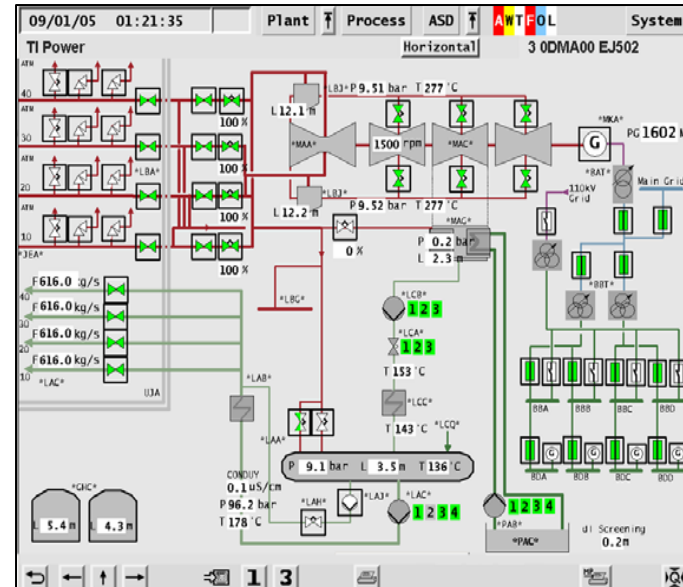 09/01/05 01:21:35 Plant Process ASD A W T F O L System
TI Power Horizontal 3 0DMA00 EJ502
ATM
40
ATM
30
ATM
20
10
*JEA*
*LBA*
100 %
100 %
100 %
100 %
*LBJ* P 9.51 bar T 277 °C
L 12.1 m
*MAA* 1500 rpm *MAC*
*MKA*
G
PG 1602
*BAT*
110kV Grid
Main Grid
*LBJ* P 9.52 bar T 277 °C
L 12.2 m
0 %
*MAG*
P 0.2 bar
L 2.3 m
*BBT*
F 616.0 kg/s
40
F 616.0 kg/s
30
F 616.0 kg/s
20
F 616.0 kg/s
10
*LAC*
UJA
*LBG*
*LCB*
1 2 3
*LCA*
1 2 3
T 153 °C
*LAB*
*LCC*
T 143 °C
*LCQ*
*LAA*
P 9.1 bar L 3.5 m T 136 °C
BBA BBB BBC BBD
G G G
BDA BDB BDC BDD
CONDUY
0.1 uS/cm
P 96.2 bar
T 178 °C
*LAH*
*LAJ*
*LAC*
1 2 3 4
*GHC*
L 5.4 m L 4.3 m
1 2 3 4
*PAB*
*PAC*
Screening
0.2m
1 3